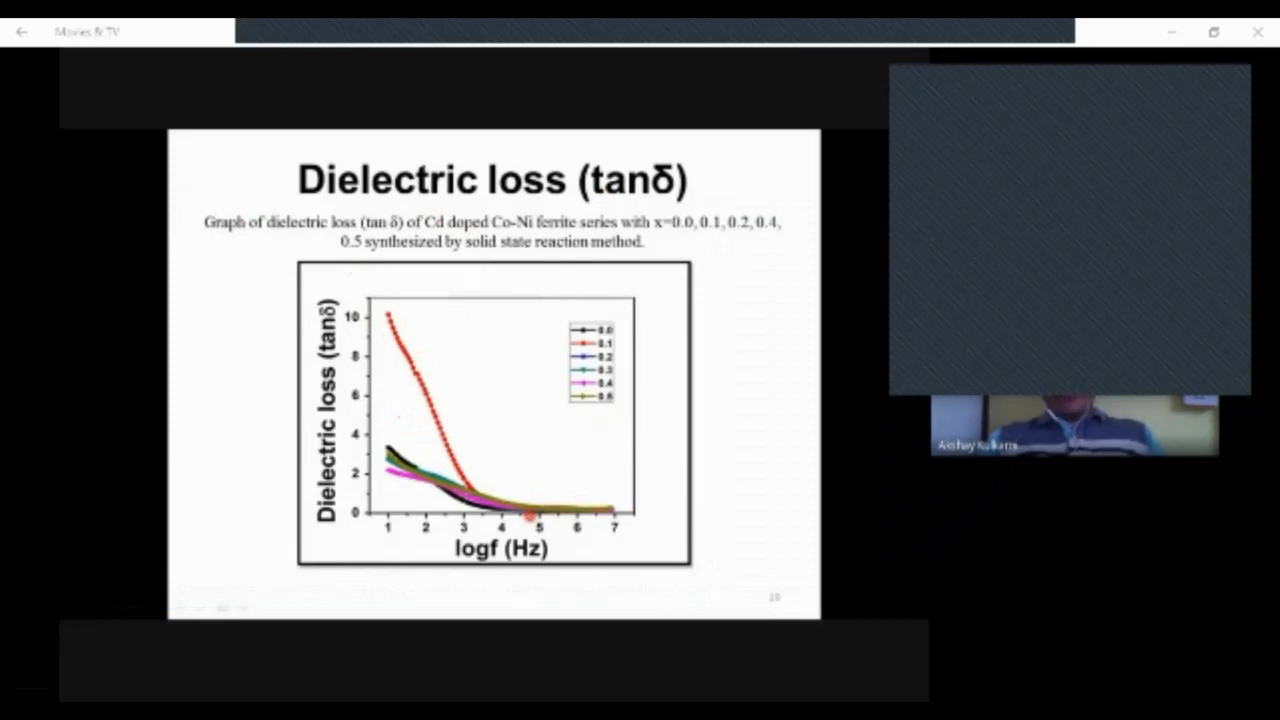 Movies & TV
Dielectric loss (tanδ)
Graph of dielectric loss (tan δ) of Cd doped Co-Ni ferrite series with x=0.0, 0.1, 0.2, 0.4,
0.5 synthesized by solid state reaction method.
Dielectric loss (tanδ)
10
8
6
4
2
0
0.0
0.1
0.2
0.3
0.4
0.5
1 2 3 4 5 6 7
logf (Hz)
Akshay Kulkarni